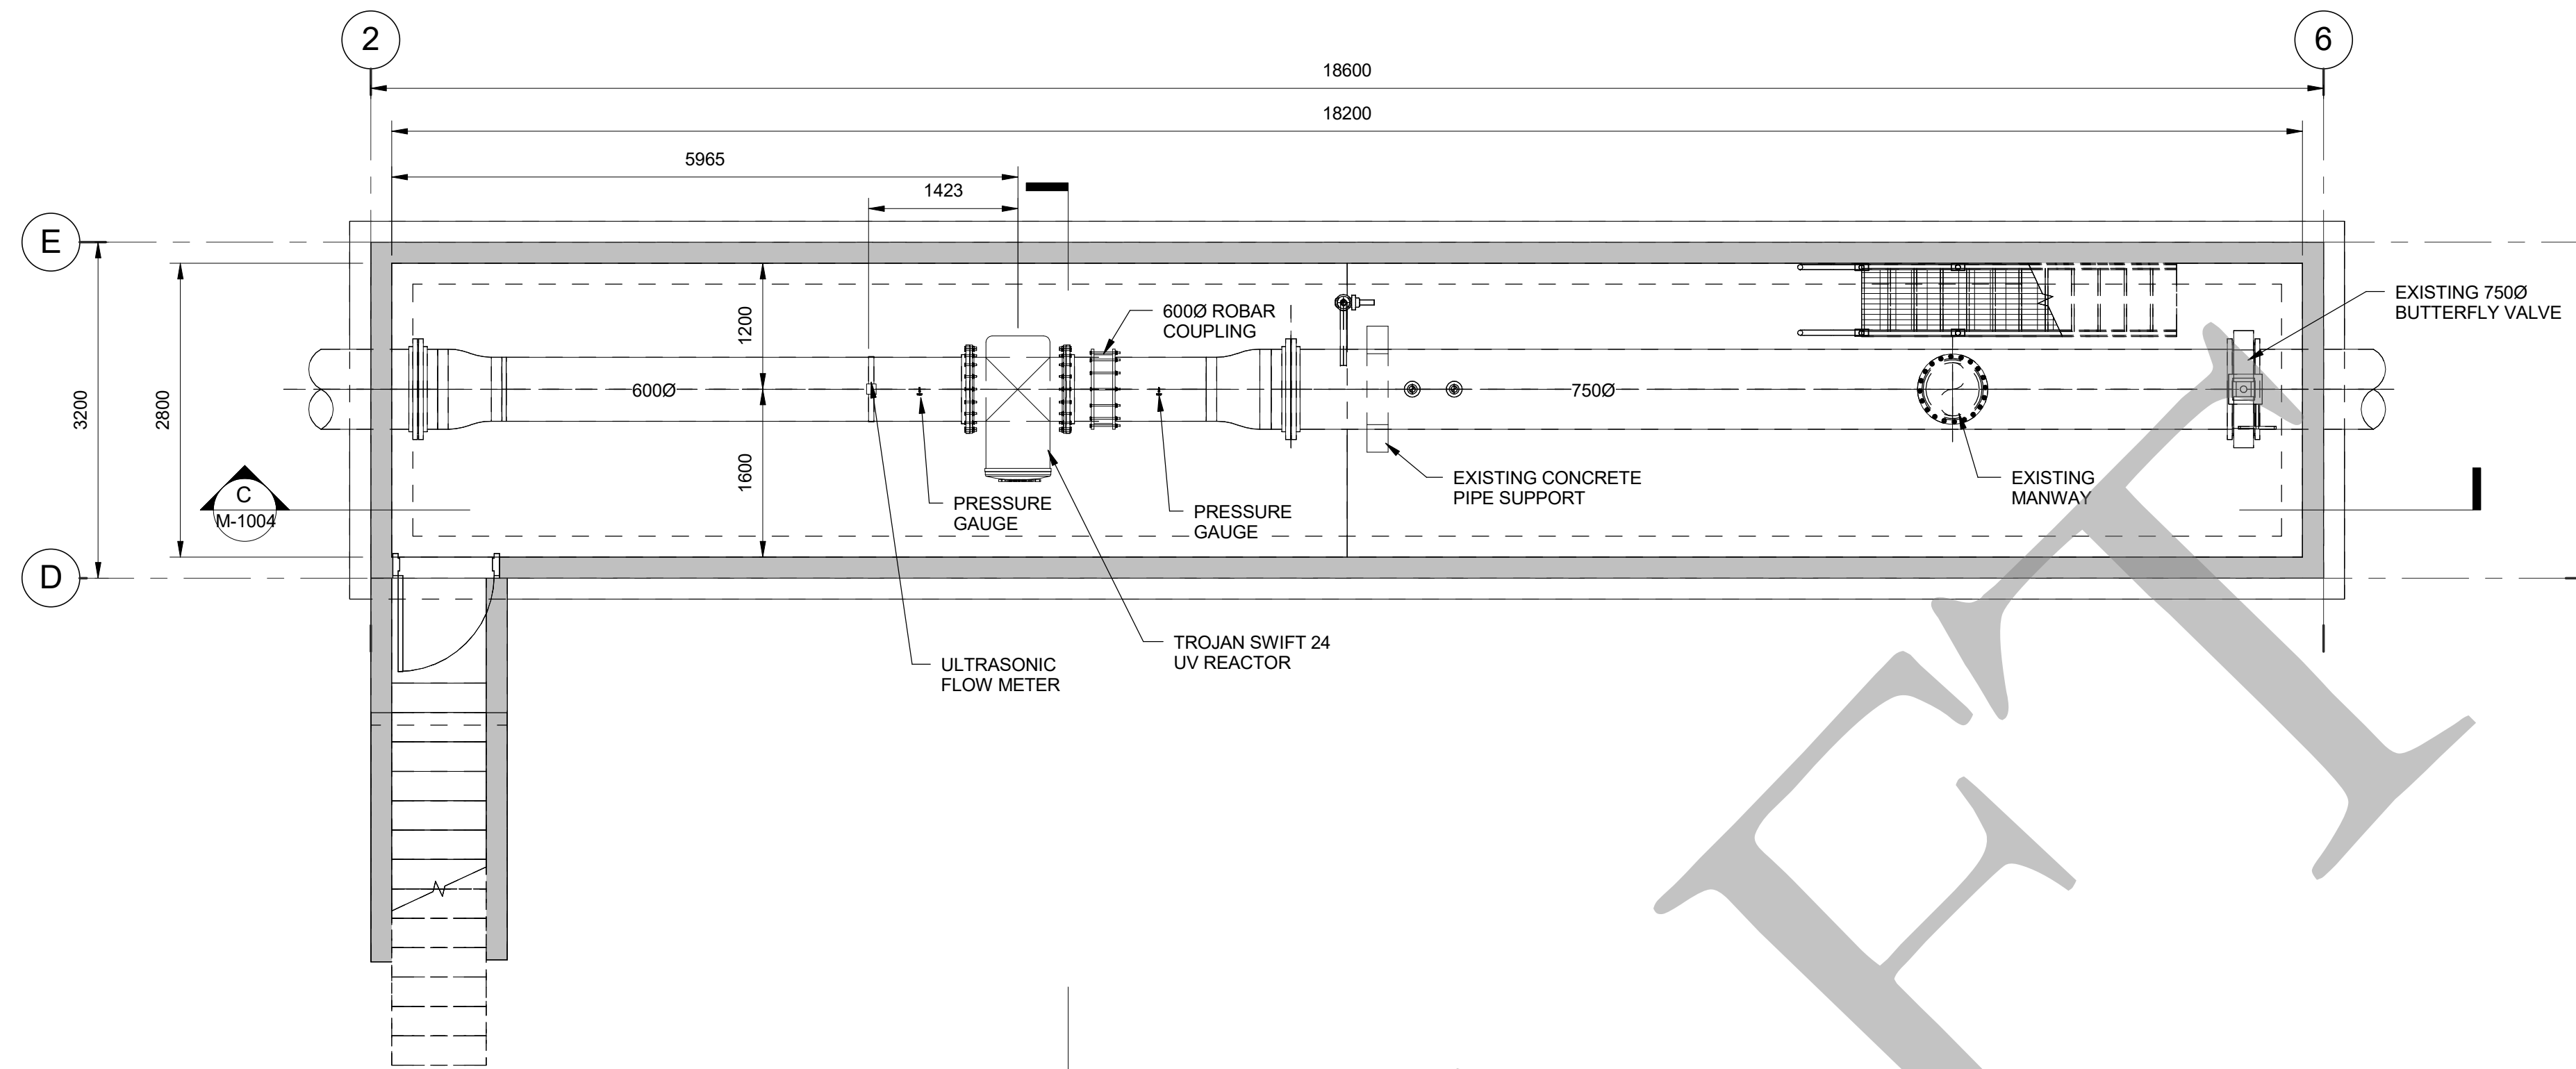 2
6
18600
18200
5965
1423
E
D
3200
2800
1200
1600
600Ø
750Ø
600Ø ROBAR
COUPLING
EXISTING 750Ø
BUTTERFLY VALVE
C
M-1004
PRESSURE
GAUGE
PRESSURE
GAUGE
EXISTING CONCRETE
PIPE SUPPORT
EXISTING
MANWAY
ULTRASONIC
FLOW METER
TROJAN SWIFT 24
UV REACTOR
FT